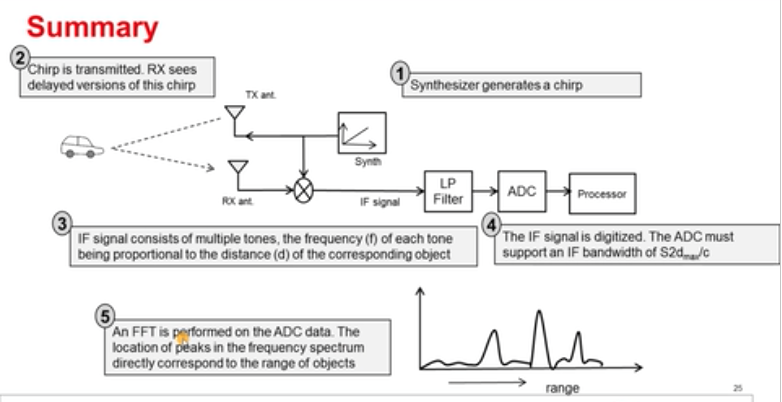 Summary
2
Chirp is transmitted. RX sees
delayed versions of this chirp
1
Synthesizer generates a chirp
TX ant.
Synth
RX ant.
IF signal
LP
Filter
ADC
Processor
3
IF signal consists of multiple tones, the frequency (f) of each tone
being proportional to the distance (d) of the corresponding object
4
The IF signal is digitized. The ADC must
support an IF bandwidth of S2dmax/c
5
An FFT is performed on the ADC data. The
location of peaks in the frequency spectrum
directly correspond to the range of objects
range
25